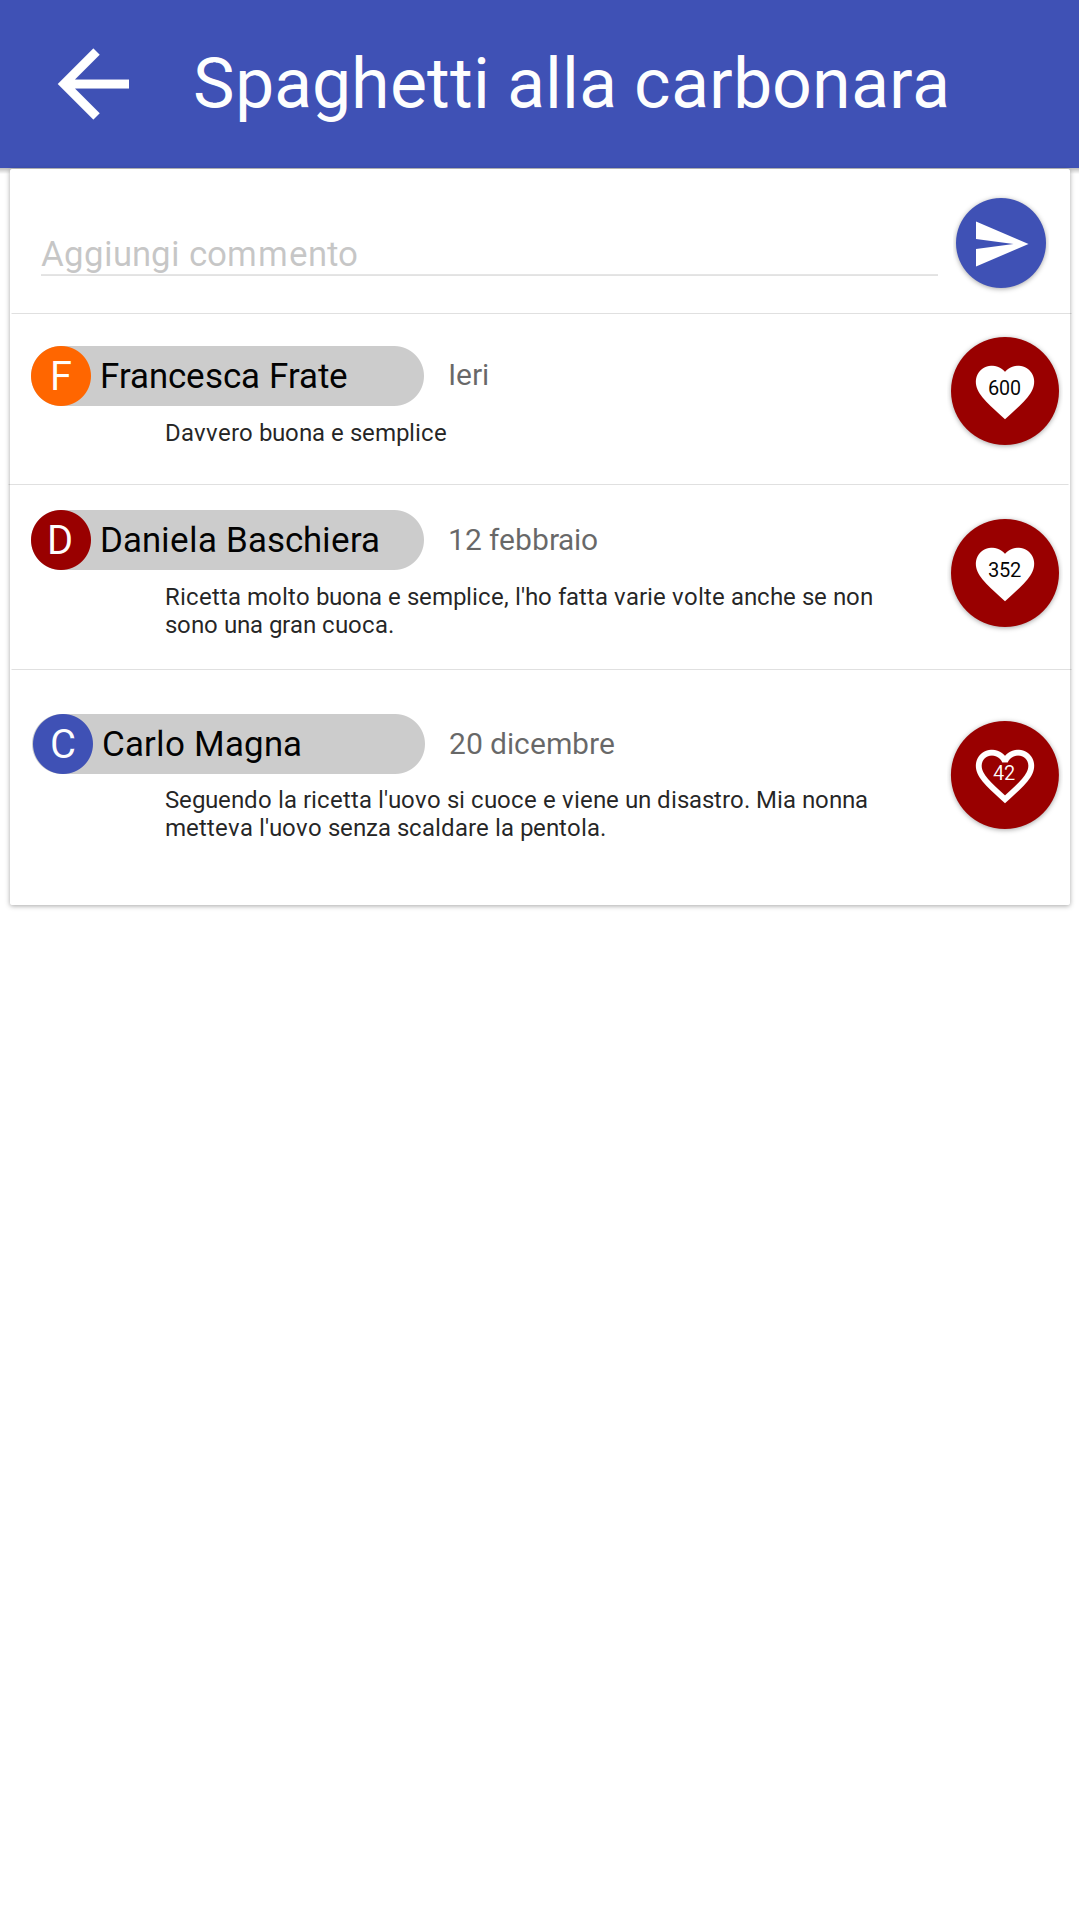 Spaghetti alla carbonara
Aggiungi commento
F Francesca Frate Ieri
600
Davvero buona e semplice
D Daniela Baschiera 12 febbraio
352
Ricetta molto buona e semplice, l'ho fatta varie volte anche se non
sono una gran cuoca.
C Carlo Magna 20 dicembre
42
Seguendo la ricetta l'uovo si cuoce e viene un disastro. Mia nonna
metteva l'uovo senza scaldare la pentola.